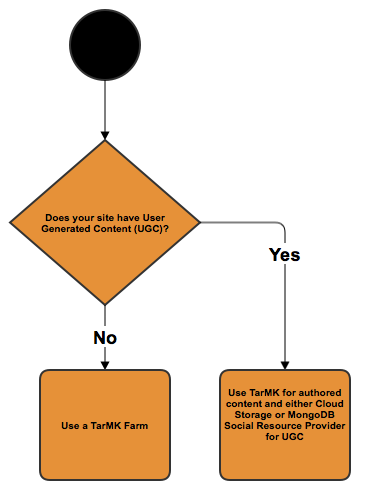 Does your site have User
Generated Content (UGC)?
Yes
No
Use a TarMK Farm
Use TarMK for authored
content and either Cloud
Storage or MongoDB
Social Resource Provider
for UGC